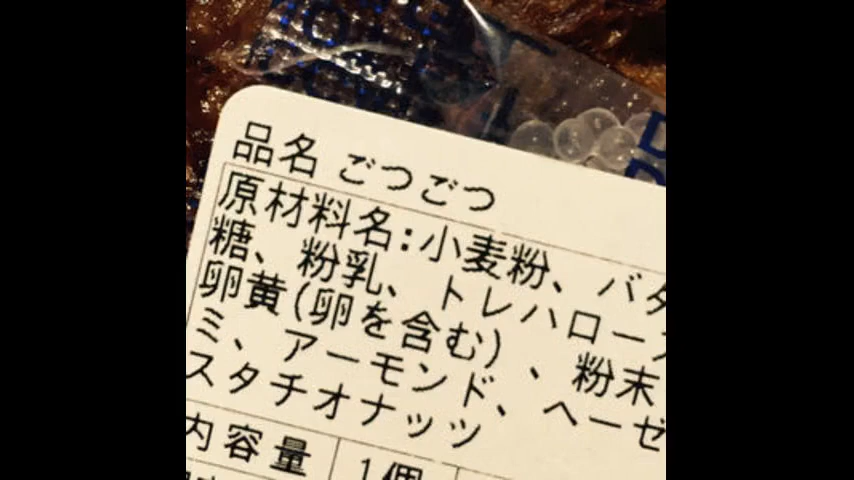 品名 ごつごつ
原材料名:小麦粉、バタ
糖、粉乳、トレハロー
卵黄(卵を含む)、粉末
ミ、アーモンド、ヘーゼ
スタチオナッツ
内容量 1個